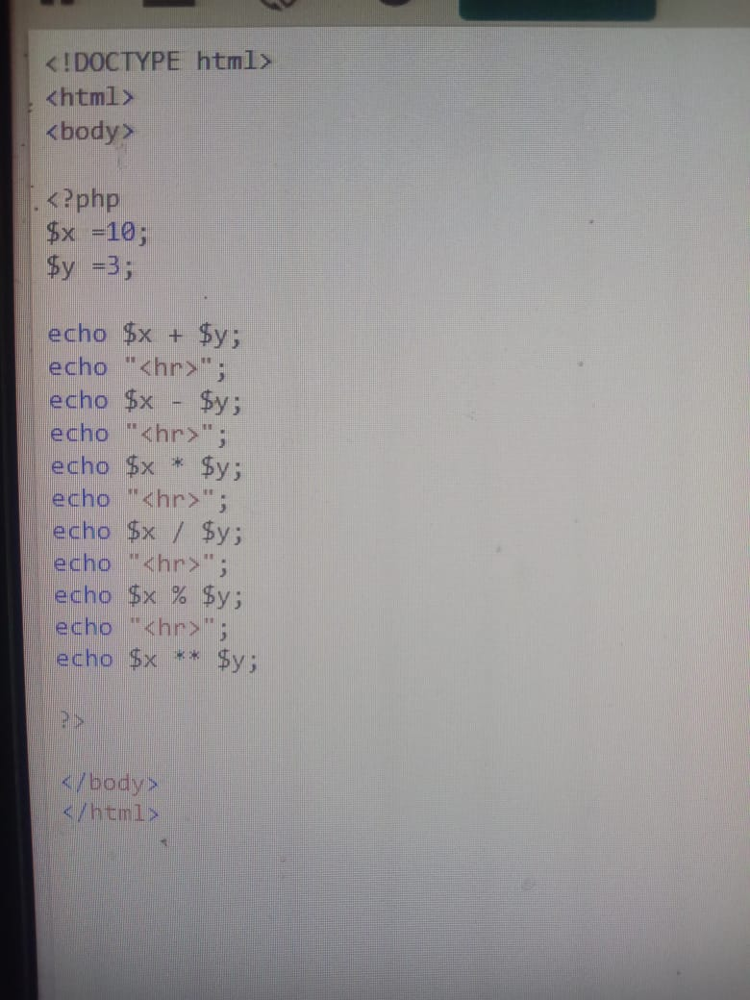 <!DOCTYPE html>
<html>
<body>
<?php
$x =10;
$y =3;
echo $x + $y;
echo "<hr>";
echo $x - $y;
echo "<hr>";
echo $x * $y;
echo "<hr>";
echo $x / $y;
echo "<hr>";
echo $x % $y;
echo "<hr>";
echo $x ** $y;
?>
</body>
</html>